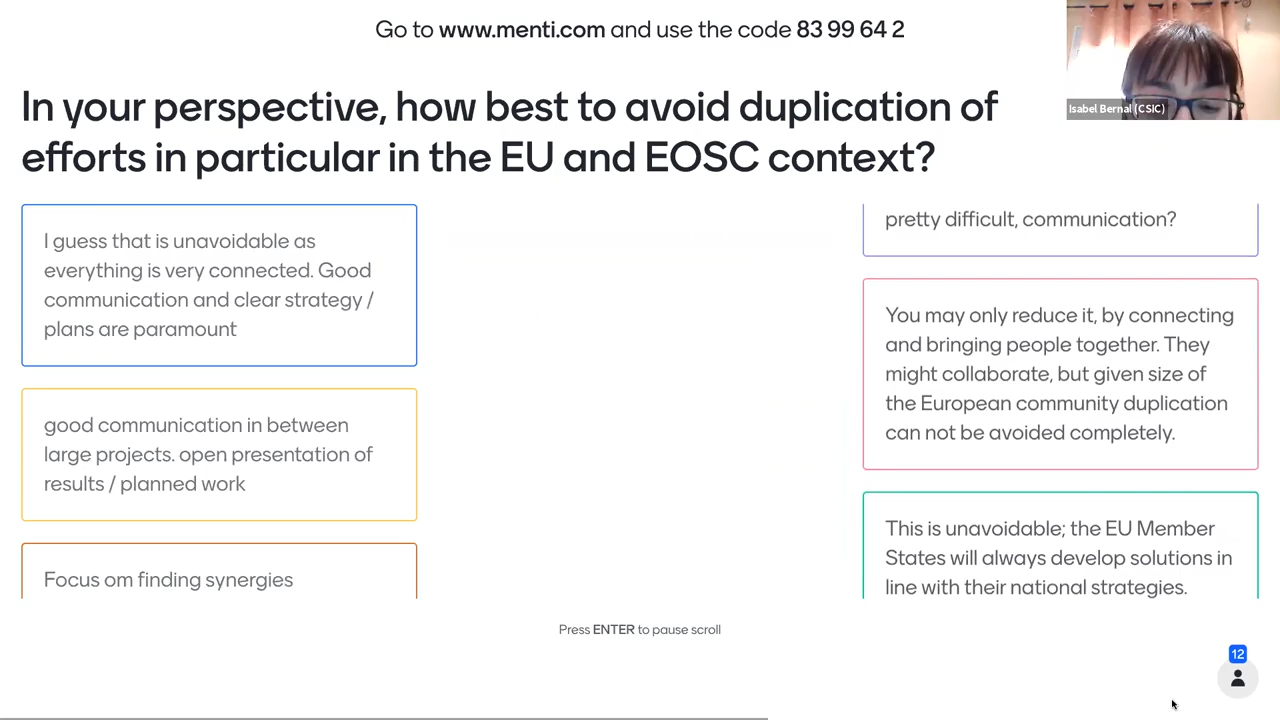 Go to www.menti.com and use the code 83 99 64 2
Isabel Bernal (CSIC)
In your perspective, how best to avoid duplication of
efforts in particular in the EU and EOSC context?
I guess that is unavoidable as
everything is very connected. Good
communication and clear strategy /
plans are paramount
good communication in between
large projects. open presentation of
results / planned work
Focus om finding synergies
pretty difficult, communication?
You may only reduce it, by connecting
and bringing people together. They
might collaborate, but given size of
the European community duplication
can not be avoided completely.
This is unavoidable; the EU Member
States will always develop solutions in
line with their national strategies.
Press ENTER to pause scroll
12